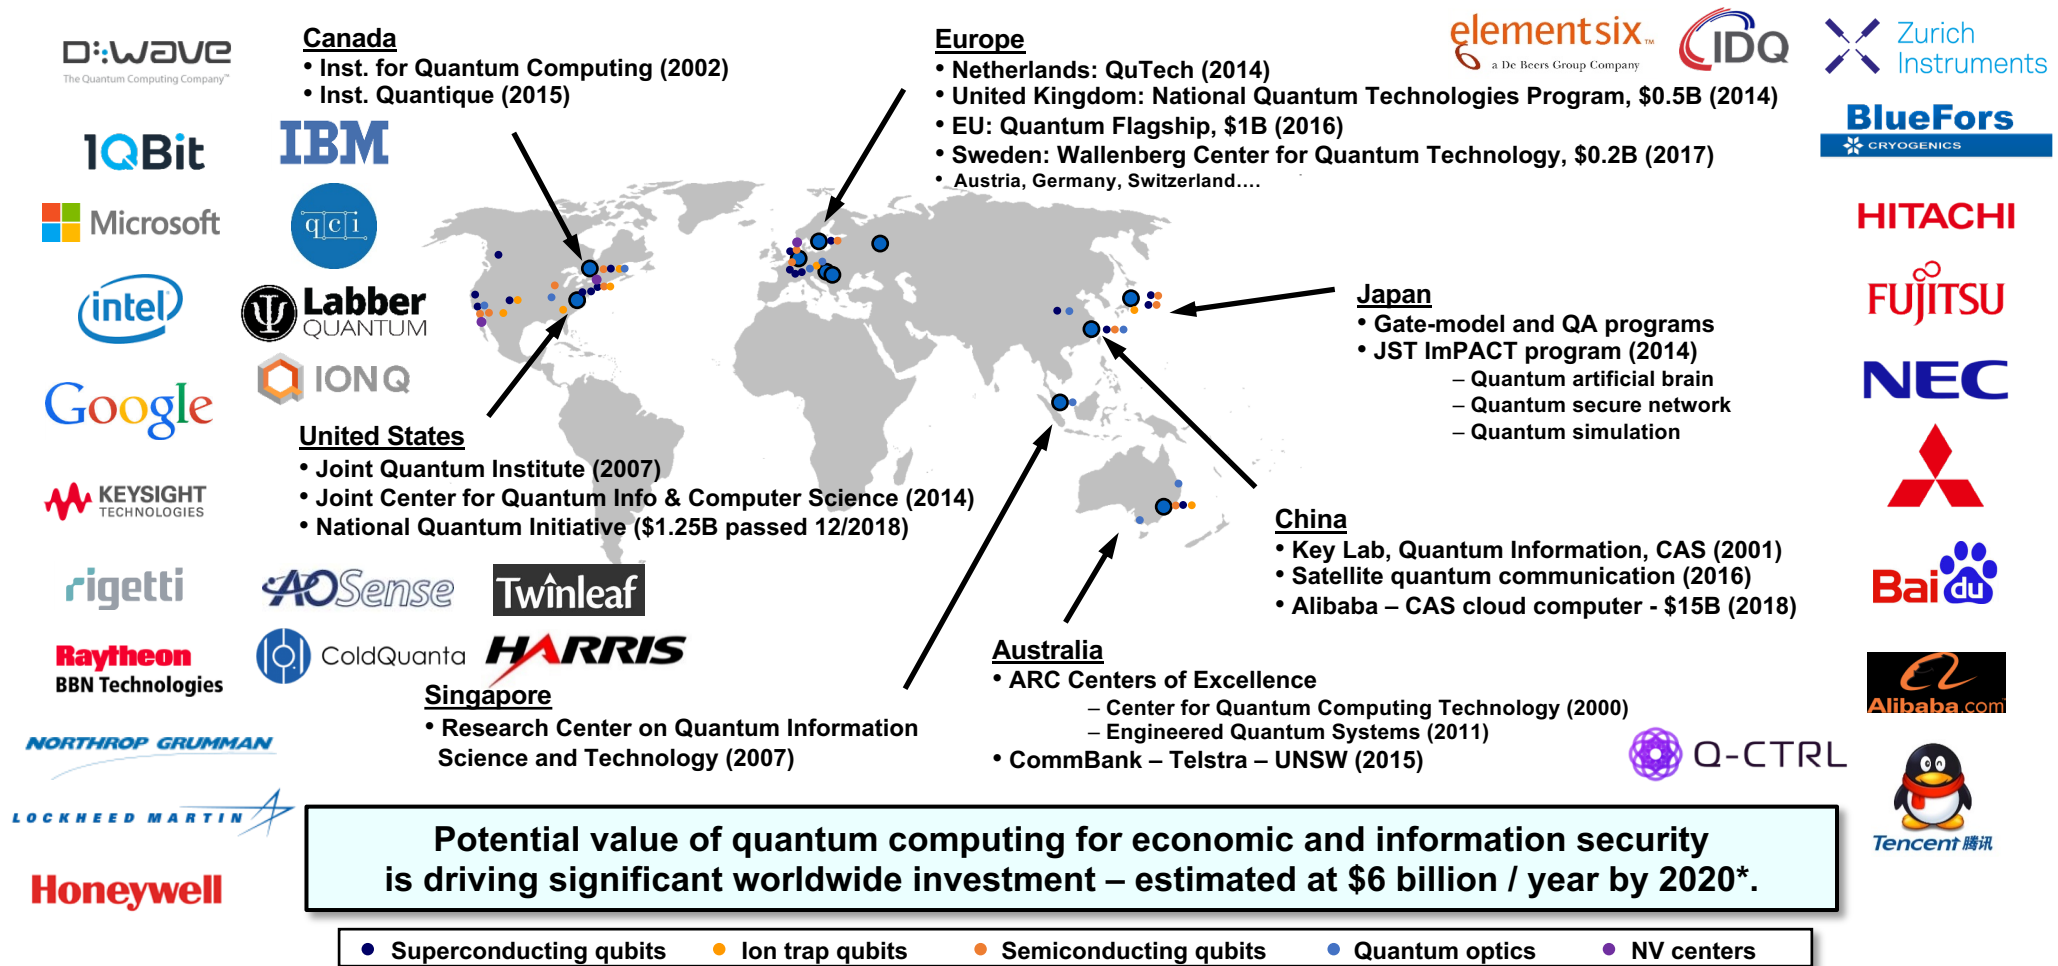 D:wave
The Quantum Computing Company™
1QBit
IBM
Microsoft
qci
intel
Labber
QUANTUM
Google
IONQ
KEYSIGHT
TECHNOLOGIES
rigetti
AOSense
Twinleaf
Raytheon
BBN Technologies
ColdQuanta
HARRIS
NORTHROP GRUMMAN
LOCKHEED MARTIN
Honeywell
Canada
• Inst. for Quantum Computing (2002)
• Inst. Quantique (2015)
Europe
• Netherlands: QuTech (2014)
• United Kingdom: National Quantum Technologies Program, $0.5B (2014)
• EU: Quantum Flagship, $1B (2016)
• Sweden: Wallenberg Center for Quantum Technology, $0.2B (2017)
• Austria, Germany, Switzerland….
elementsix™
a De Beers Group Company
IDQ
Zurich
Instruments
BlueFors
CRYOGENICS
HITACHI
FUJITSU
NEC
Baidu
Alibaba.com
Tencent 腾讯
Japan
• Gate-model and QA programs
• JST ImPACT program (2014)
– Quantum artificial brain
– Quantum secure network
– Quantum simulation
United States
• Joint Quantum Institute (2007)
• Joint Center for Quantum Info & Computer Science (2014)
• National Quantum Initiative ($1.25B passed 12/2018)
China
• Key Lab, Quantum Information, CAS (2001)
• Satellite quantum communication (2016)
• Alibaba – CAS cloud computer - $15B (2018)
Singapore
• Research Center on Quantum Information
Science and Technology (2007)
Australia
• ARC Centers of Excellence
– Center for Quantum Computing Technology (2000)
– Engineered Quantum Systems (2011)
• CommBank – Telstra – UNSW (2015)
Q-CTRL
Potential value of quantum computing for economic and information security
is driving significant worldwide investment – estimated at $6 billion / year by 2020*.
• Superconducting qubits • Ion trap qubits • Semiconducting qubits • Quantum optics • NV centers